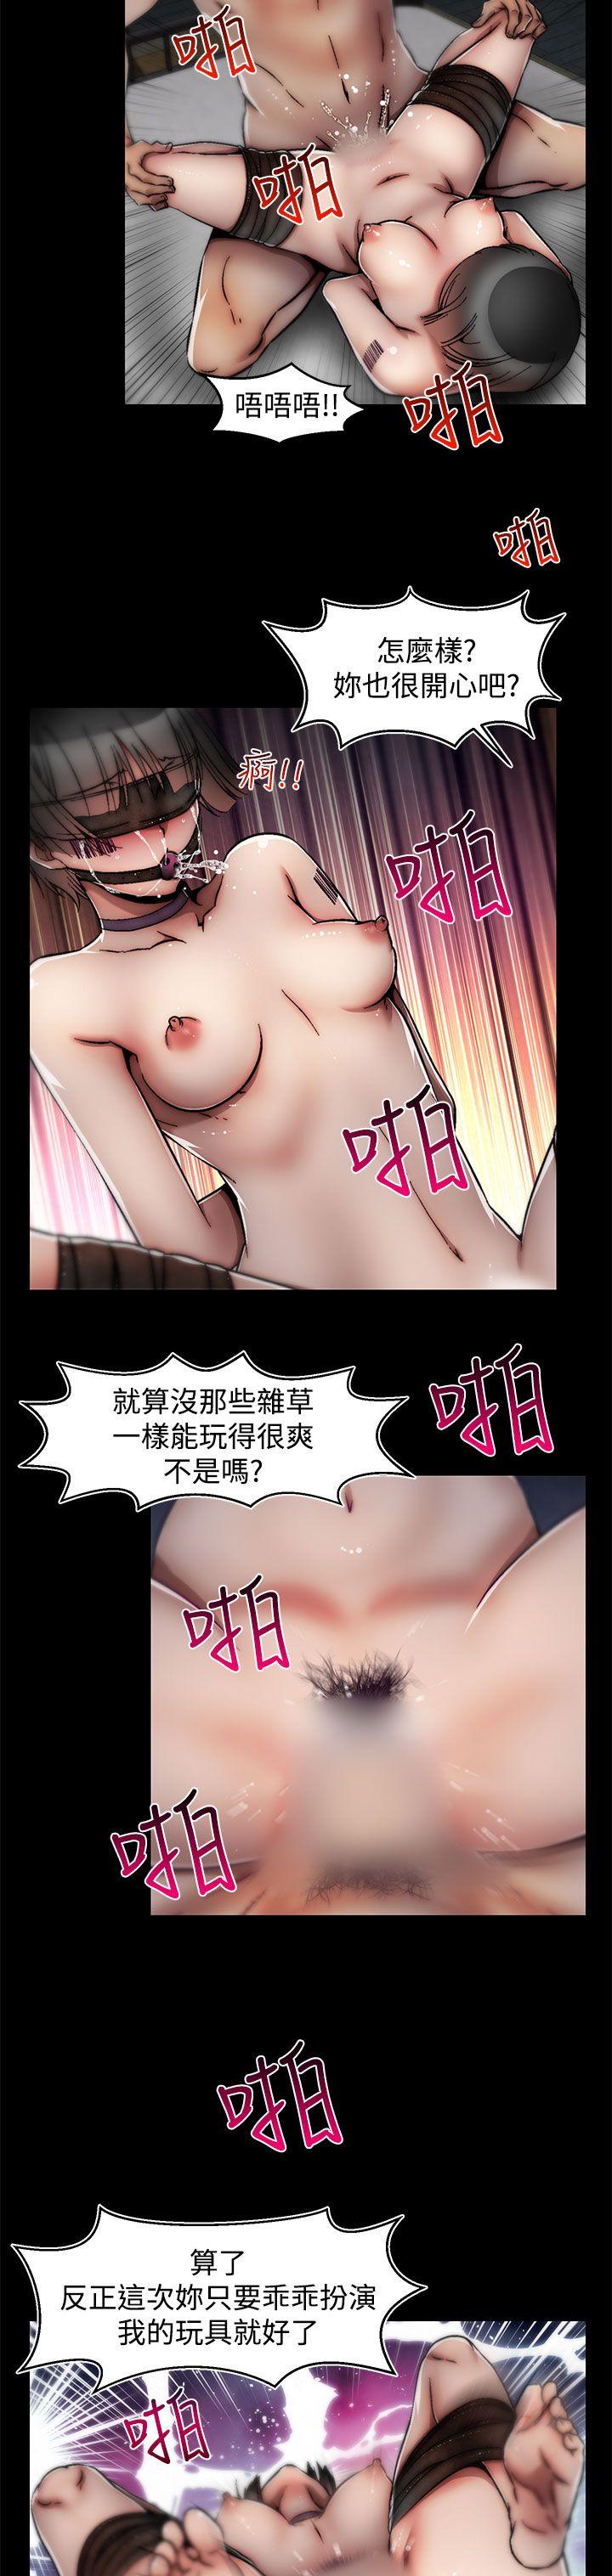 啪
啪
唔唔唔!!
啪
啪
怎麼樣?
妳也很開心吧?
啊!!
啪
啪
就算沒那些雜草
一樣能玩得很爽
不是嗎?
啪
啪
啪
啪
算了
反正這次妳只要乖乖扮演
我的玩具就好了
啪